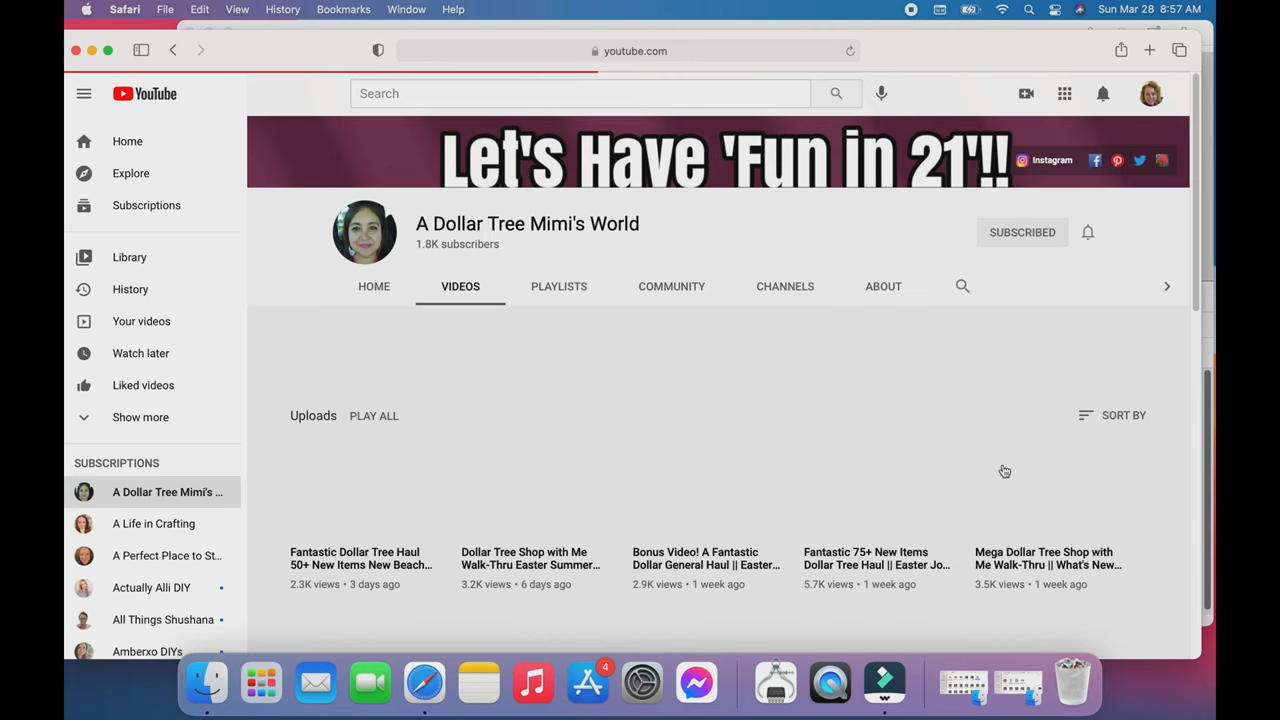 Safari File Edit View History Bookmarks Window Help Sun Mar 28 8:57 AM
youtube.com
YouTube
Search
Let's Have 'Fun in 21'!!
Instagram
Home
Explore
Subscriptions
Library
History
Your videos
Watch later
Liked videos
Show more
SUBSCRIPTIONS
A Dollar Tree Mimi's ...
A Life in Crafting
A Perfect Place to St...
Actually Alli DIY
All Things Shushana
Amberxo DIYs
A Dollar Tree Mimi's World
1.8K subscribers
SUBSCRIBED
HOME VIDEOS PLAYLISTS COMMUNITY CHANNELS ABOUT
Uploads PLAY ALL
SORT BY
Fantastic Dollar Tree Haul
50+ New Items New Beach...
2.3K views • 3 days ago
Dollar Tree Shop with Me
Walk-Thru Easter Summer...
3.2K views • 6 days ago
Bonus Video! A Fantastic
Dollar General Haul || Easter...
2.9K views • 1 week ago
Fantastic 75+ New Items
Dollar Tree Haul || Easter Jo...
5.7K views • 1 week ago
Mega Dollar Tree Shop with
Me Walk-Thru || What's New...
3.5K views • 1 week ago
4